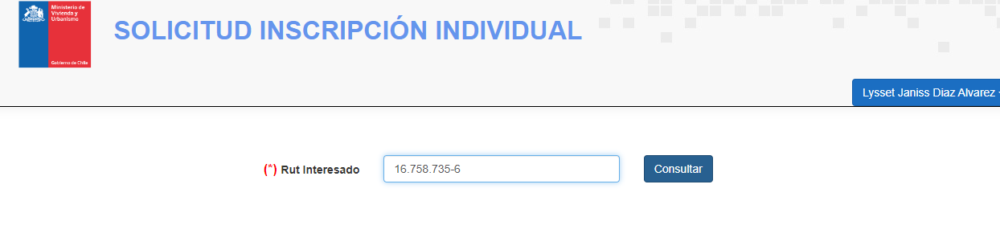 Ministerio de
Vivienda y
Urbanismo
Gobierno de Chile
SOLICITUD INSCRIPCIÓN INDIVIDUAL
Lysset Janiss Diaz Alvarez
(*) Rut Interesado
16.758.735-6
Consultar